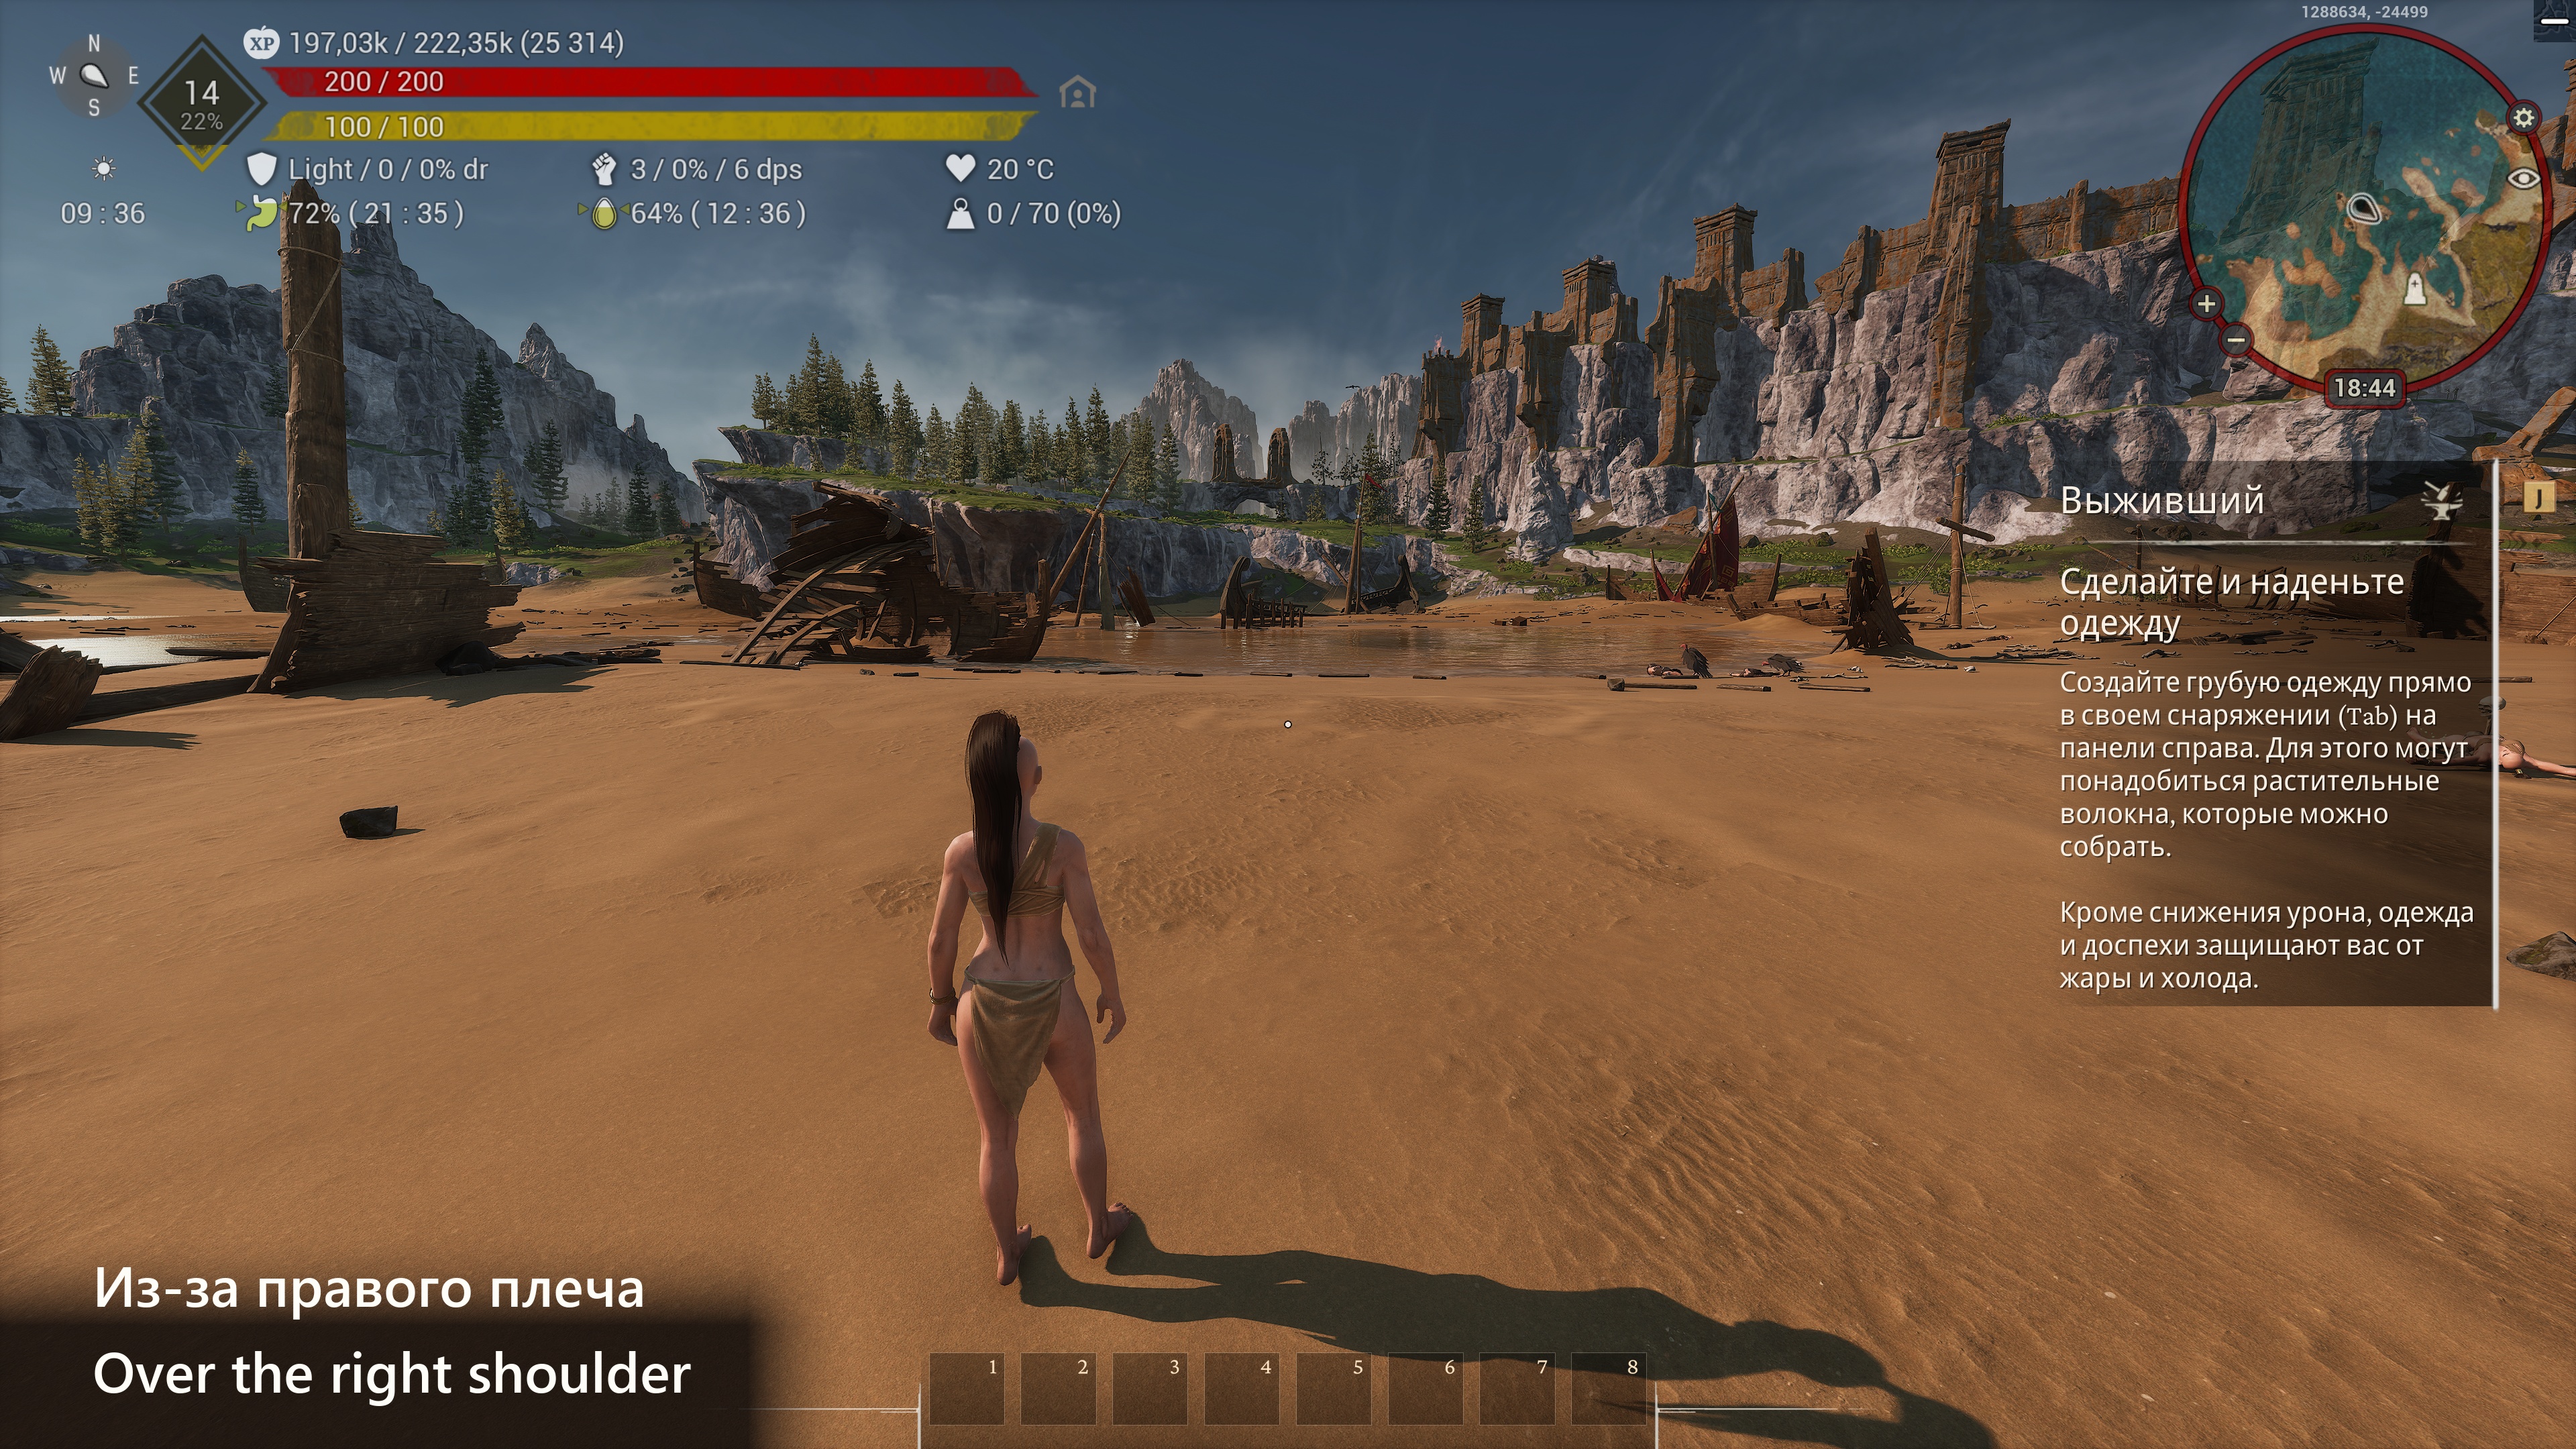 1288634, -24499
N
XP 197,03k / 222,35k (25 314)
W E
200 / 200
14
S
22%
100 / 100
Light / 0 / 0% dr
3 / 0% / 6 dps
20 °C
09 : 36
72% ( 21 : 35 )
64% ( 12 : 36 )
0 / 70 (0%)
18:44
Выживший
J
Сделайте и наденьте
одежду
Создайте грубую одежду прямо
в своем снаряжении (Tab) на
панели справа. Для этого могут
понадобиться растительные
волокна, которые можно
собрать.
Кроме снижения урона, одежда
и доспехи защищают вас от
жары и холода.
Из-за правого плеча
Over the right shoulder
1 2 3 4 5 6 7 8